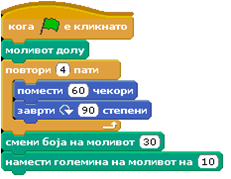 кога е кликнато
моливот долу
повтори 4 пати
помести 60 чекори
заврти 90 степени
смени боја на моливот 30
намести големина на моливот на 10